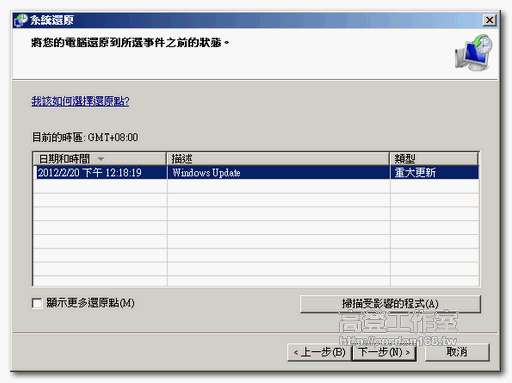 系統還原
將您的電腦還原到所選事件之前的狀態。
我該如何選擇還原點?
目前的時區: GMT+08:00
日期和時間 描述 類型
2012/2/20 下午 12:18:19 Windows Update 重大更新
顯示更多還原點(M)
掃描受影響的程式(A)
高登工作室
http://gordon168.tw
< 上一步(B) 下一步(N) > 取消